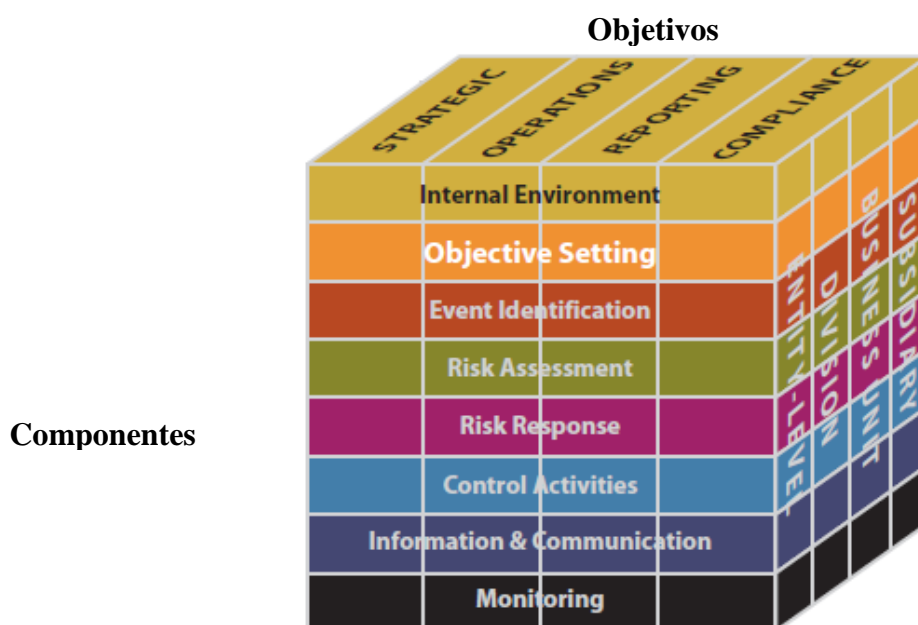 Objetivos
STRATEGIC
OPERATIONS
REPORTING
COMPLIANCE
Internal Environment
Objective Setting
Event Identification
Risk Assessment
Risk Response
Control Activities
Information & Communication
Monitoring
ENTITY-LEVEL
DIVISION
BUSINESS UNIT
SUBSIDIARY
Componentes